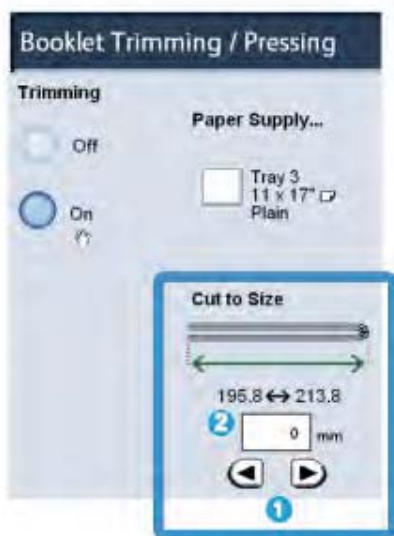 Booklet Trimming / Pressing
Trimming
Off
On
Paper Supply...
Tray 3
11 x 17"
Plain
Cut to Size
195.8 ↔ 213.8
2
0 mm
1